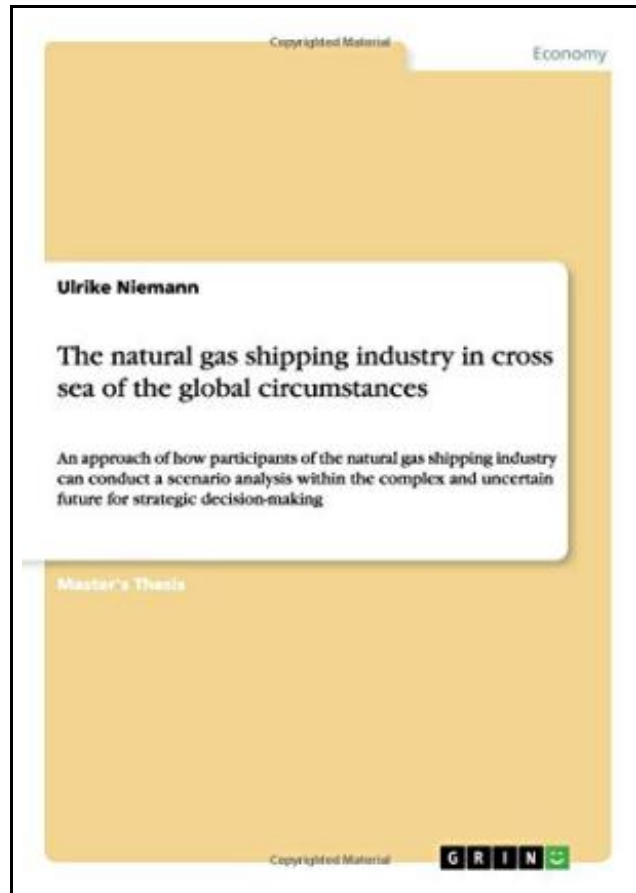 Copyrighted Material
Economy
Ulrike Niemann
The natural gas shipping industry in cross
sea of the global circumstances
An approach of how participants of the natural gas shipping industry
can conduct a scenario analysis within the complex and uncertain
future for strategic decision-making
Master's Thesis
Copyrighted Material
GRIN